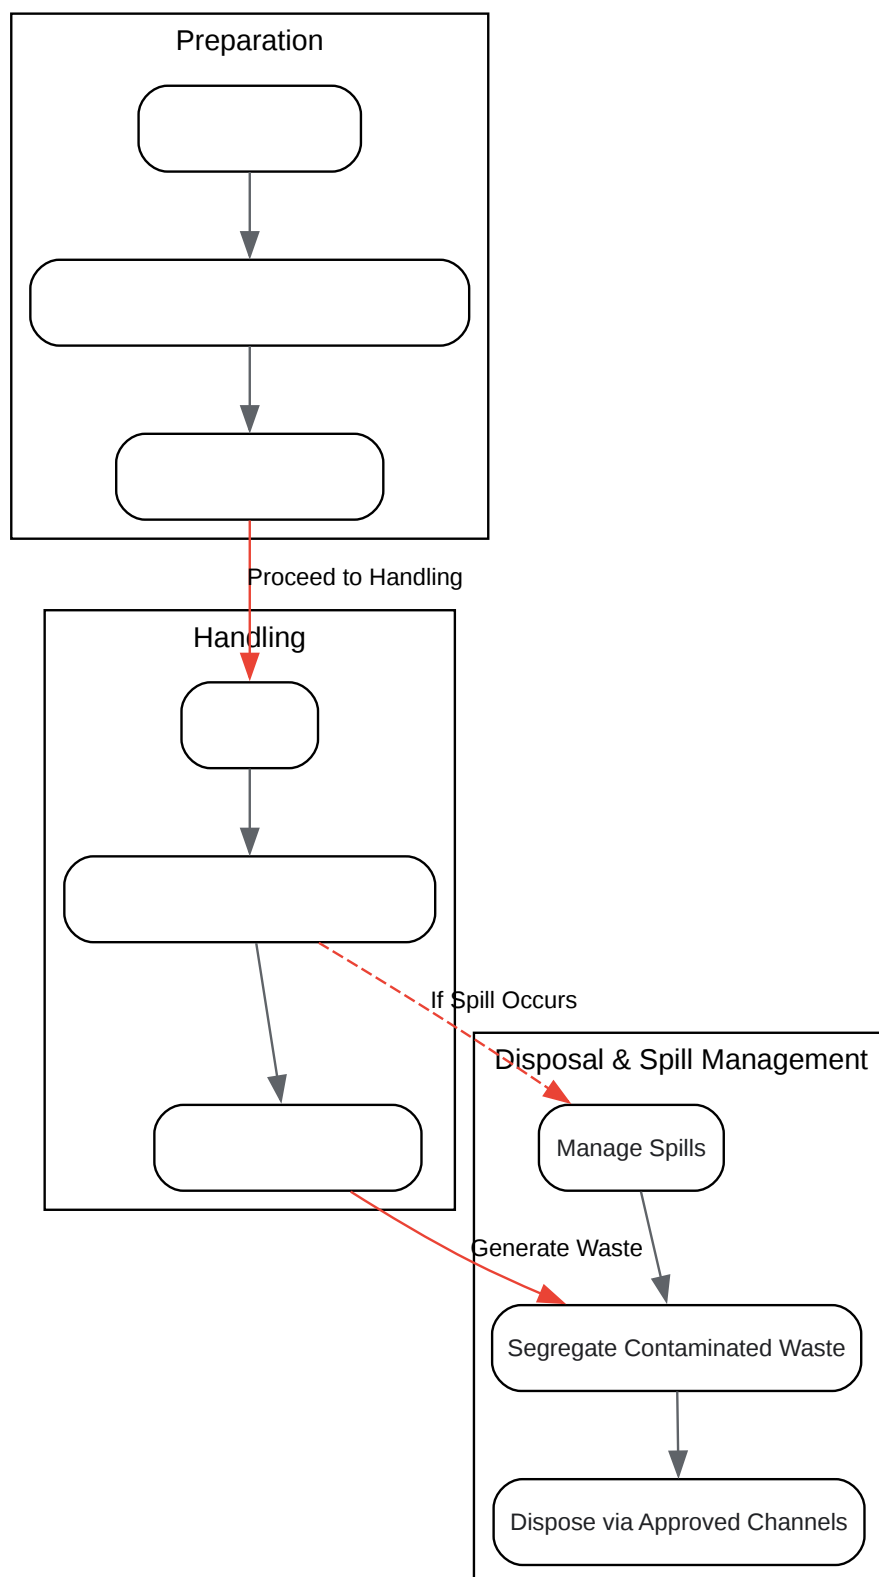 Preparation
Proceed to Handling
Handling
If Spill Occurs
Disposal & Spill Management
Manage Spills
Generate Waste
Segregate Contaminated Waste
Dispose via Approved Channels